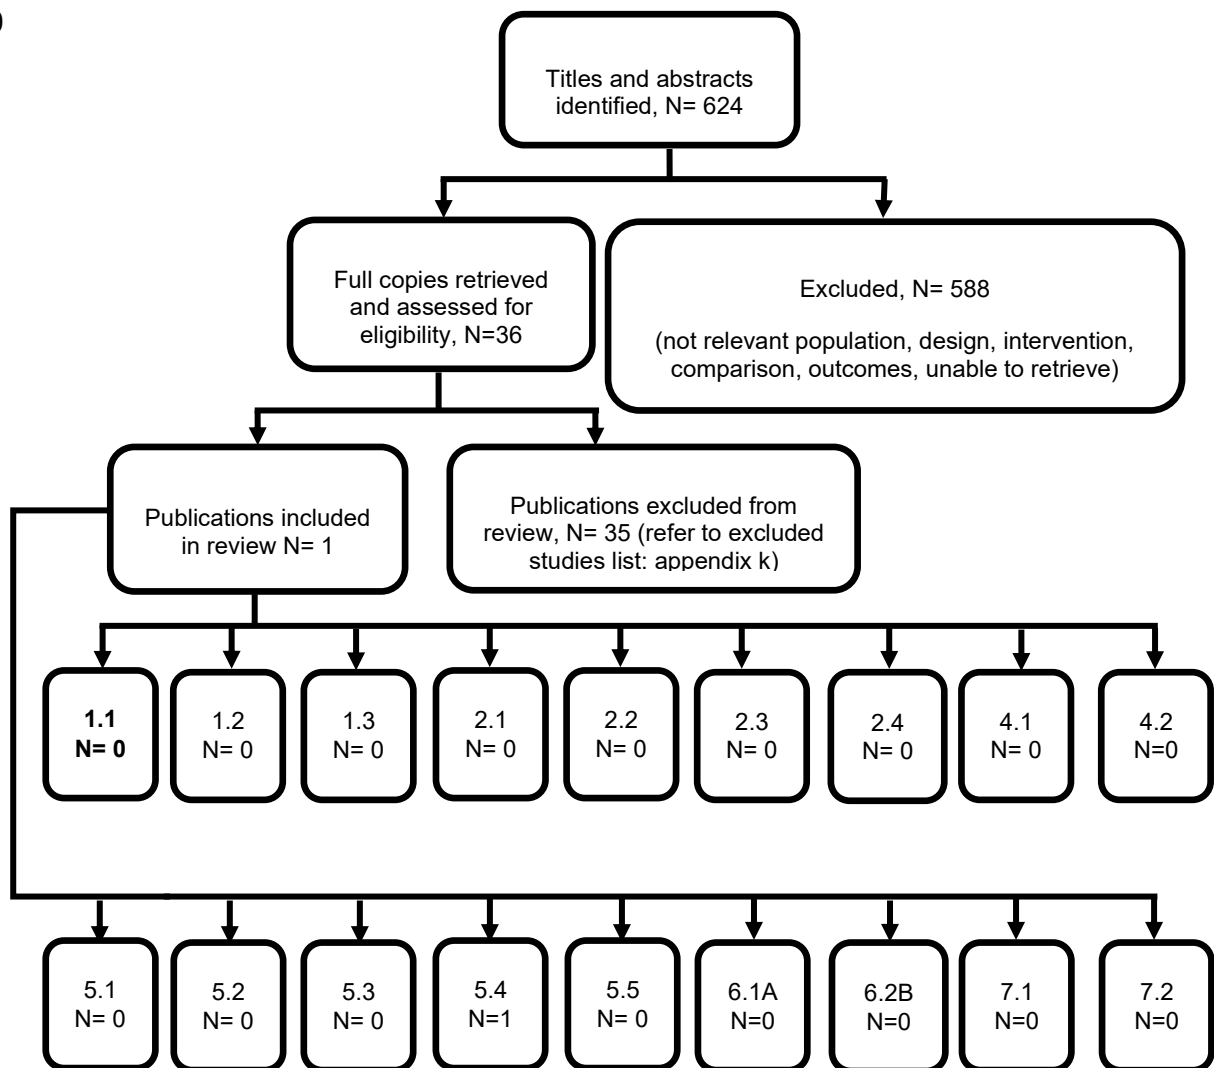 Titles and abstracts
identified, N= 624
Full copies retrieved
and assessed for
eligibility, N=36
Excluded, N= 588
(not relevant population, design, intervention,
comparison, outcomes, unable to retrieve)
Publications included
in review N= 1
Publications excluded from
review, N= 35 (refer to excluded
studies list: appendix k)
1.1
N= 0
1.2
N= 0
1.3
N= 0
2.1
N= 0
2.2
N= 0
2.3
N= 0
2.4
N= 0
4.1
N= 0
4.2
N=0
5.1
N= 0
5.2
N= 0
5.3
N= 0
5.4
N=1
5.5
N= 0
6.1A
N=0
6.2B
N=0
7.1
N=0
7.2
N=0